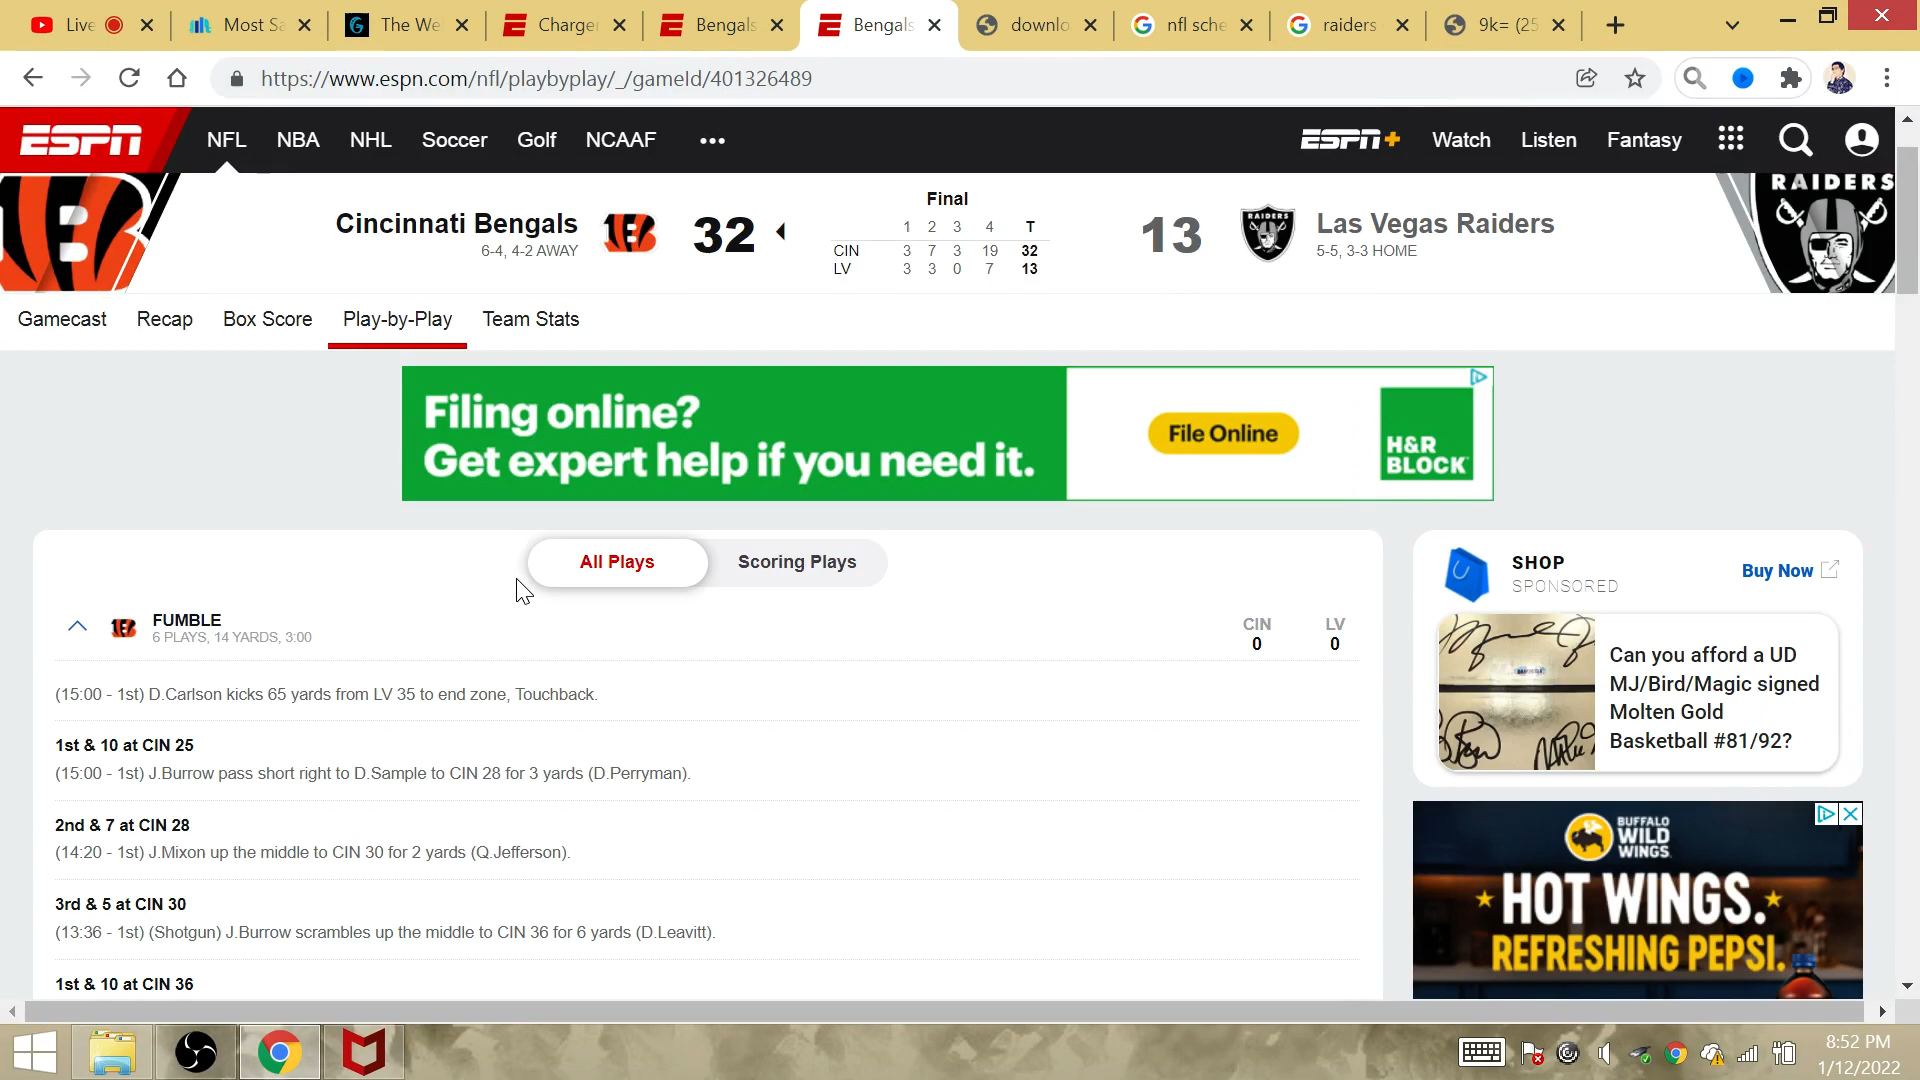 Live
Most Sa
The We
Charger
Bengals
Bengals
downlo
nfl sche
raiders
9k= (25
https://www.espn.com/nfl/playbyplay/_/gameId/401326489
ESPN
NFL
NBA
NHL
Soccer
Golf
NCAAF
ESPN+
Watch
Listen
Fantasy
Cincinnati Bengals
6-4, 4-2 AWAY
32
Final
1 2 3 4 T
CIN 3 7 3 19 32
LV 3 3 0 7 13
13
RAIDERS
Las Vegas Raiders
5-5, 3-3 HOME
RAIDERS
Gamecast
Recap
Box Score
Play-by-Play
Team Stats
Filing online?
Get expert help if you need it.
File Online
H&R
BLOCK
All Plays
Scoring Plays
FUMBLE
6 PLAYS, 14 YARDS, 3:00
CIN
0
LV
0
(15:00 - 1st) D.Carlson kicks 65 yards from LV 35 to end zone, Touchback.
1st & 10 at CIN 25
(15:00 - 1st) J.Burrow pass short right to D.Sample to CIN 28 for 3 yards (D.Perryman).
2nd & 7 at CIN 28
(14:20 - 1st) J.Mixon up the middle to CIN 30 for 2 yards (Q.Jefferson).
3rd & 5 at CIN 30
(13:36 - 1st) (Shotgun) J.Burrow scrambles up the middle to CIN 36 for 6 yards (D.Leavitt).
1st & 10 at CIN 36
SHOP
SPONSORED
Buy Now
Can you afford a UD
MJ/Bird/Magic signed
Molten Gold
Basketball #81/92?
BUFFALO
WILD
WINGS
HOT WINGS.
REFRESHING PEPSI.
8:52 PM
1/12/2022